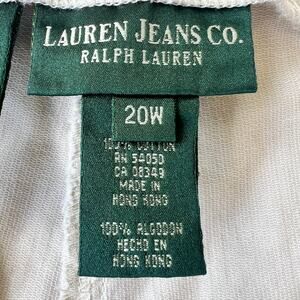 LAUREN JEANS CO.
RALPH LAUREN
20W
100% COTTON
RN 54050
CA 08349
MADE IN
HONG KONG
100% ALGODON
HECHO EN
HONG KONG